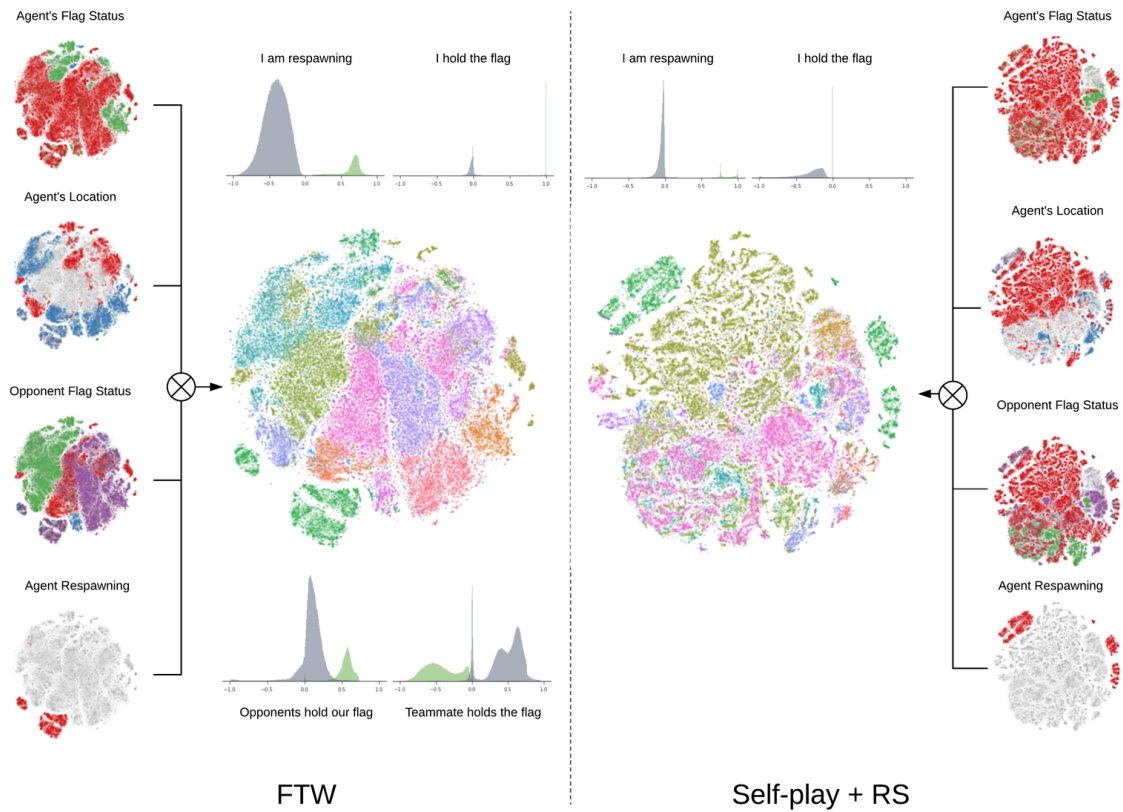 Agent's Flag Status
Agent's Location
Opponent Flag Status
Agent Respawning
I am respawning
I hold the flag
-1.0 -0.5 0.0 0.5 1.0
-1.0 -0.5 0.0 0.5 1.0
-1.0 -0.5 0.0 0.5 1.0
-1.0 -0.5 0.0 0.5 1.0
Opponents hold our flag
Teammate holds the flag
FTW
I am respawning
I hold the flag
-1.0 -0.5 0.0 0.5 1.0
-1.0 -0.5 0.0 0.5 1.0
Agent's Flag Status
Agent's Location
Opponent Flag Status
Agent Respawning
Self-play + RS